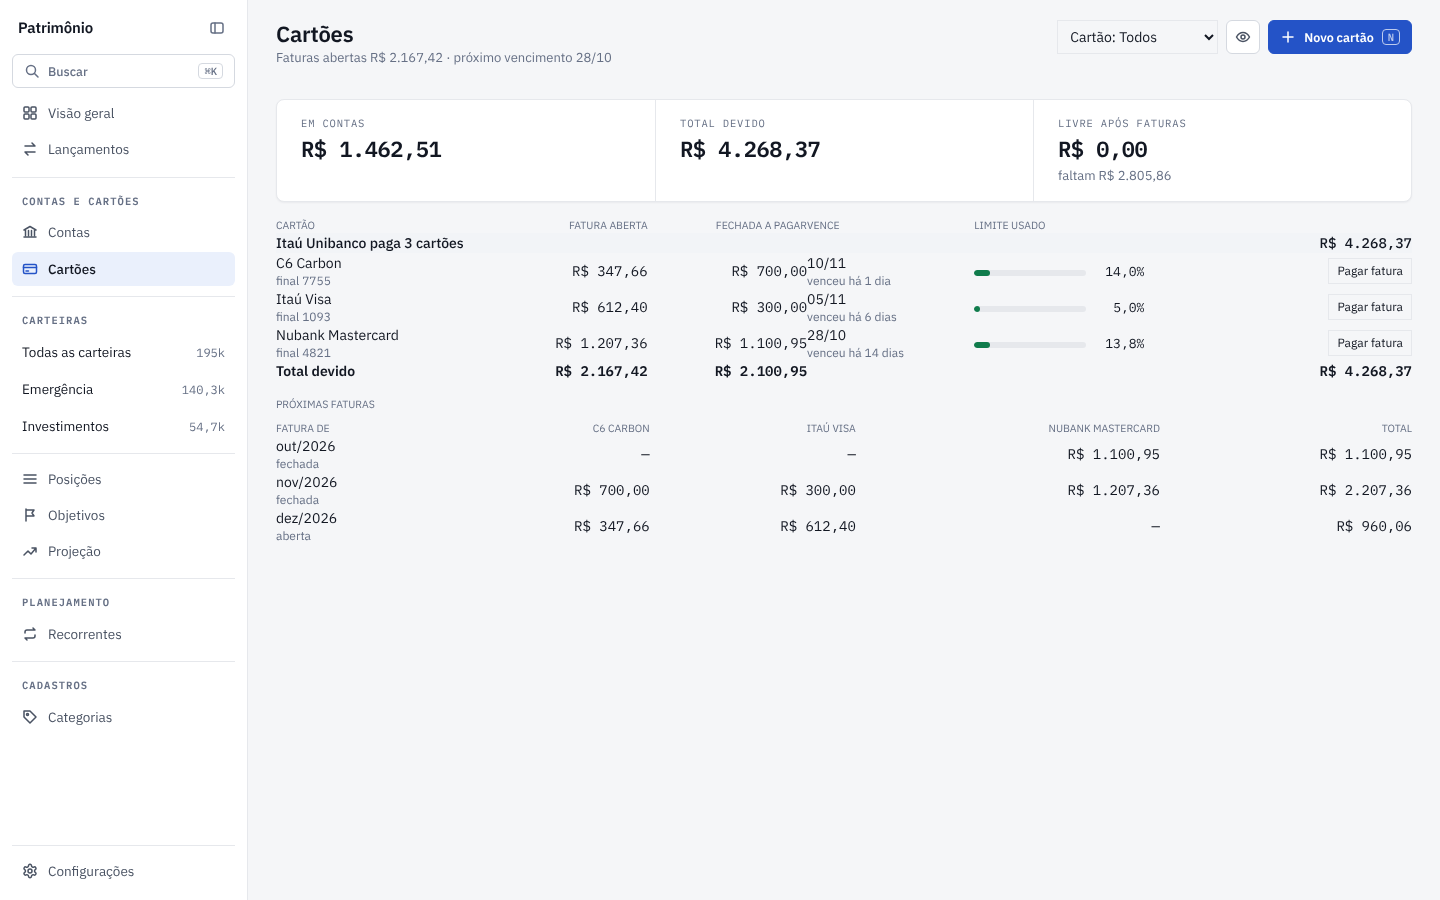 Patrimônio
Buscar ⌘K
Visão geral
Lançamentos
CONTAS E CARTÕES
Contas
Cartões
CARTEIRAS
Todas as carteiras 195k
Emergência 140,3k
Investimentos 54,7k
Posições
Objetivos
Projeção
PLANEJAMENTO
Recorrentes
CADASTROS
Categorias
Configurações
Cartões
Faturas abertas R$ 2.167,42 · próximo vencimento 28/10
Cartão: Todos
Novo cartão N
EM CONTAS
R$ 1.462,51
TOTAL DEVIDO
R$ 4.268,37
LIVRE APÓS FATURAS
R$ 0,00
faltam R$ 2.805,86
CARTÃO FATURA ABERTA FECHADA A PAGAR VENCE LIMITE USADO
Itaú Unibanco paga 3 cartões R$ 4.268,37
C6 Carbon R$ 347,66 R$ 700,00 10/11 14,0% Pagar fatura
final 7755 venceu há 1 dia
Itaú Visa R$ 612,40 R$ 300,00 05/11 5,0% Pagar fatura
final 1093 venceu há 6 dias
Nubank Mastercard R$ 1.207,36 R$ 1.100,95 28/10 13,8% Pagar fatura
final 4821 venceu há 14 dias
Total devido R$ 2.167,42 R$ 2.100,95 R$ 4.268,37
PRÓXIMAS FATURAS
FATURA DE C6 CARBON ITAÚ VISA NUBANK MASTERCARD TOTAL
out/2026 — — R$ 1.100,95 R$ 1.100,95
fechada
nov/2026 R$ 700,00 R$ 300,00 R$ 1.207,36 R$ 2.207,36
fechada
dez/2026 R$ 347,66 R$ 612,40 — R$ 960,06
aberta